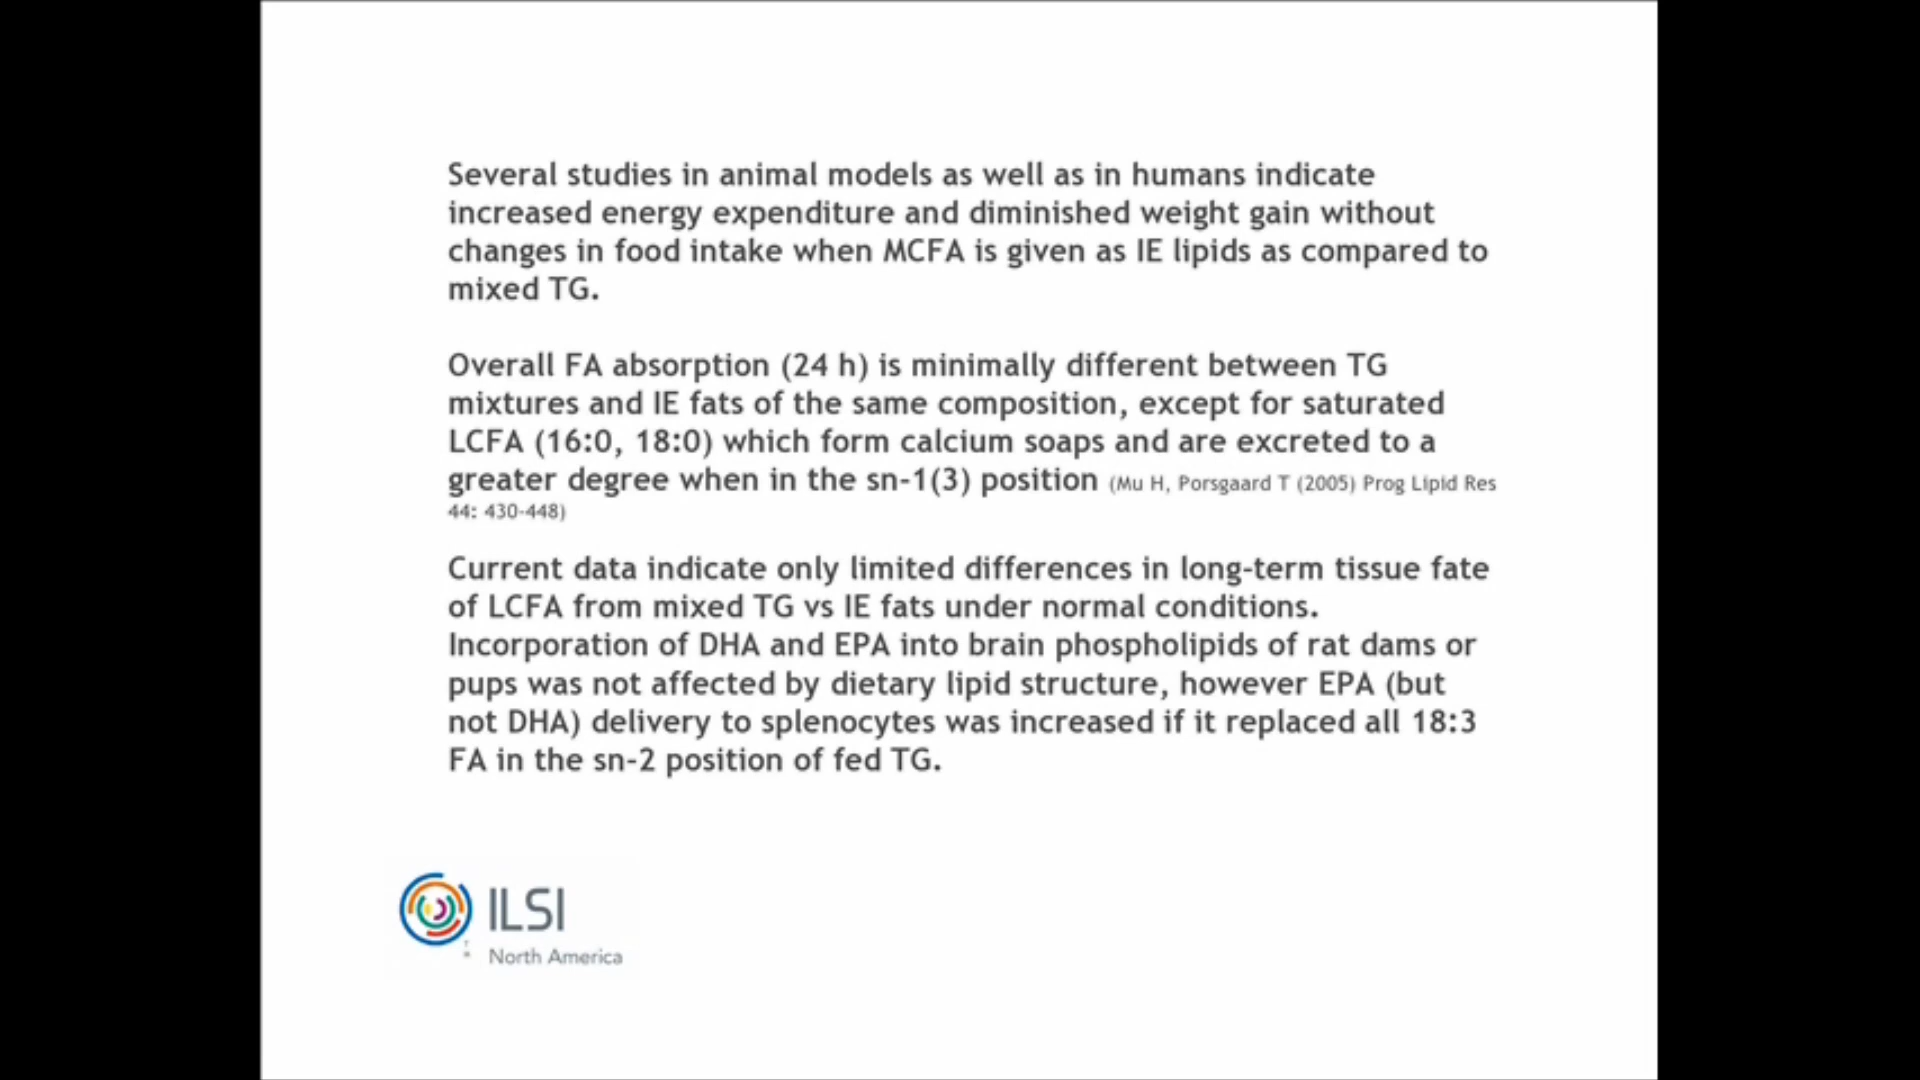 Several studies in animal models as well as in humans indicate
increased energy expenditure and diminished weight gain without
changes in food intake when MCFA is given as IE lipids as compared to
mixed TG.
Overall FA absorption (24 h) is minimally different between TG
mixtures and IE fats of the same composition, except for saturated
LCFA (16:0, 18:0) which form calcium soaps and are excreted to a
greater degree when in the sn-1(3) position (Mu H, Porsgaard T (2005) Prog Lipid Res
44: 430-448)
Current data indicate only limited differences in long-term tissue fate
of LCFA from mixed TG vs IE fats under normal conditions.
Incorporation of DHA and EPA into brain phospholipids of rat dams or
pups was not affected by dietary lipid structure, however EPA (but
not DHA) delivery to splenocytes was increased if it replaced all 18:3
FA in the sn-2 position of fed TG.
ILSI
North America